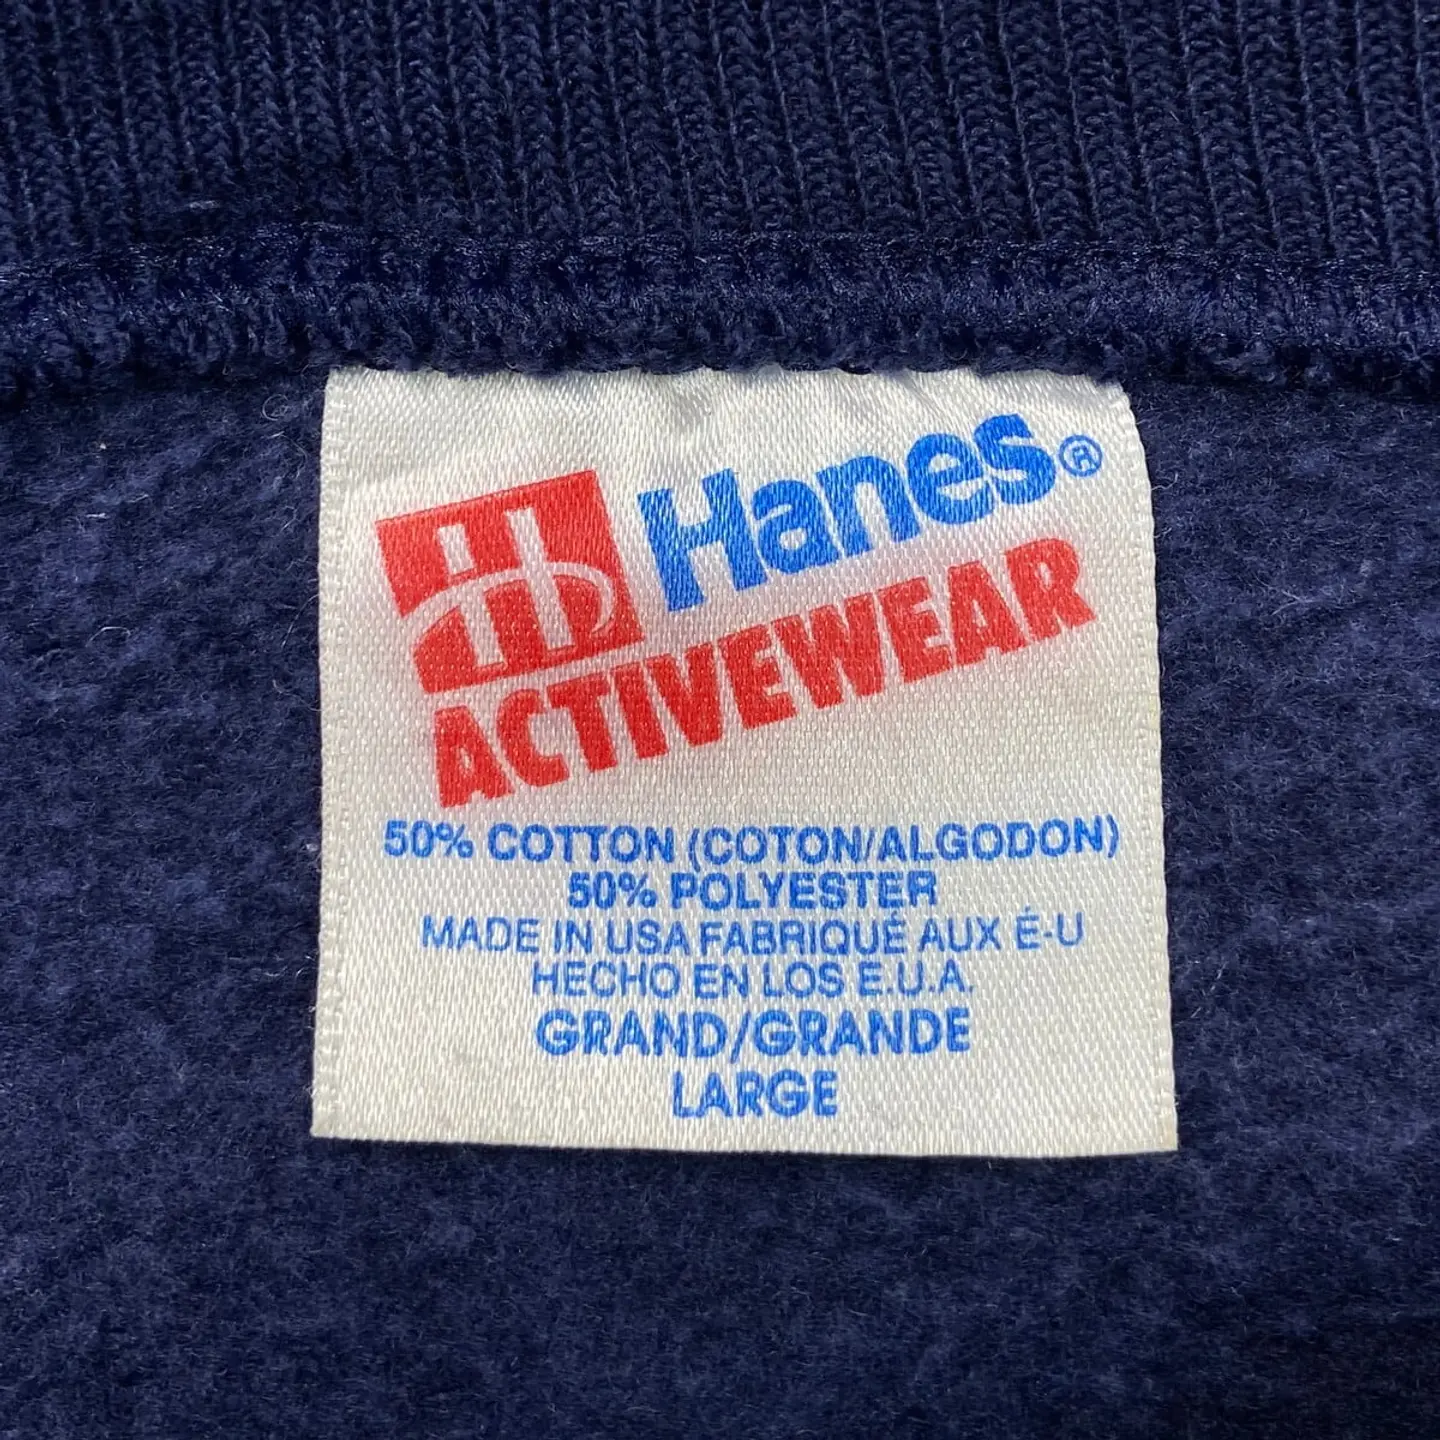 Hanes®
ACTIVEWEAR
50% COTTON (COTON/ALGODON)
50% POLYESTER
MADE IN USA FABRIQUÉ AUX É-U
HECHO EN LOS E.U.A.
GRAND/GRANDE
LARGE